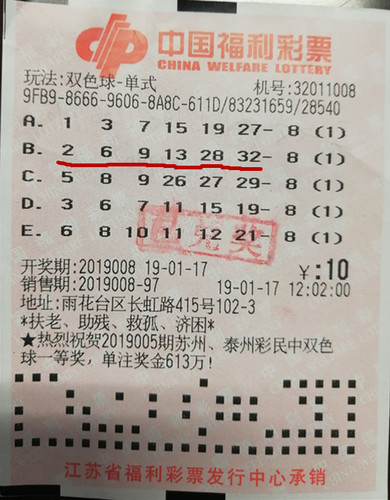 中国福利彩票
CHINA WELFARE LOTTERY
玩法:双色球-单式 机号:32011008
9FB9-8666-9606-8A8C-611D/83231659/28540
A. 1 3 7 15 19 27- 8 (1)
B. 2 6 9 13 28 32- 8 (1)
C. 5 8 9 26 27 29- 8 (1)
D. 3 6 7 11 15 19- 8 (1)
E. 6 8 10 11 12 21- 8 (1)
开奖期:2019008 19-01-17 ¥:10
销售期:2019008-97 19-01-17 12:02:00
地址:雨花台区长虹路415号102-3
*扶老、助残、救孤、济困*
★热烈祝贺2019005期苏州、泰州彩民中双色
球一等奖,单注奖金613万!
江苏省福利彩票发行中心承销